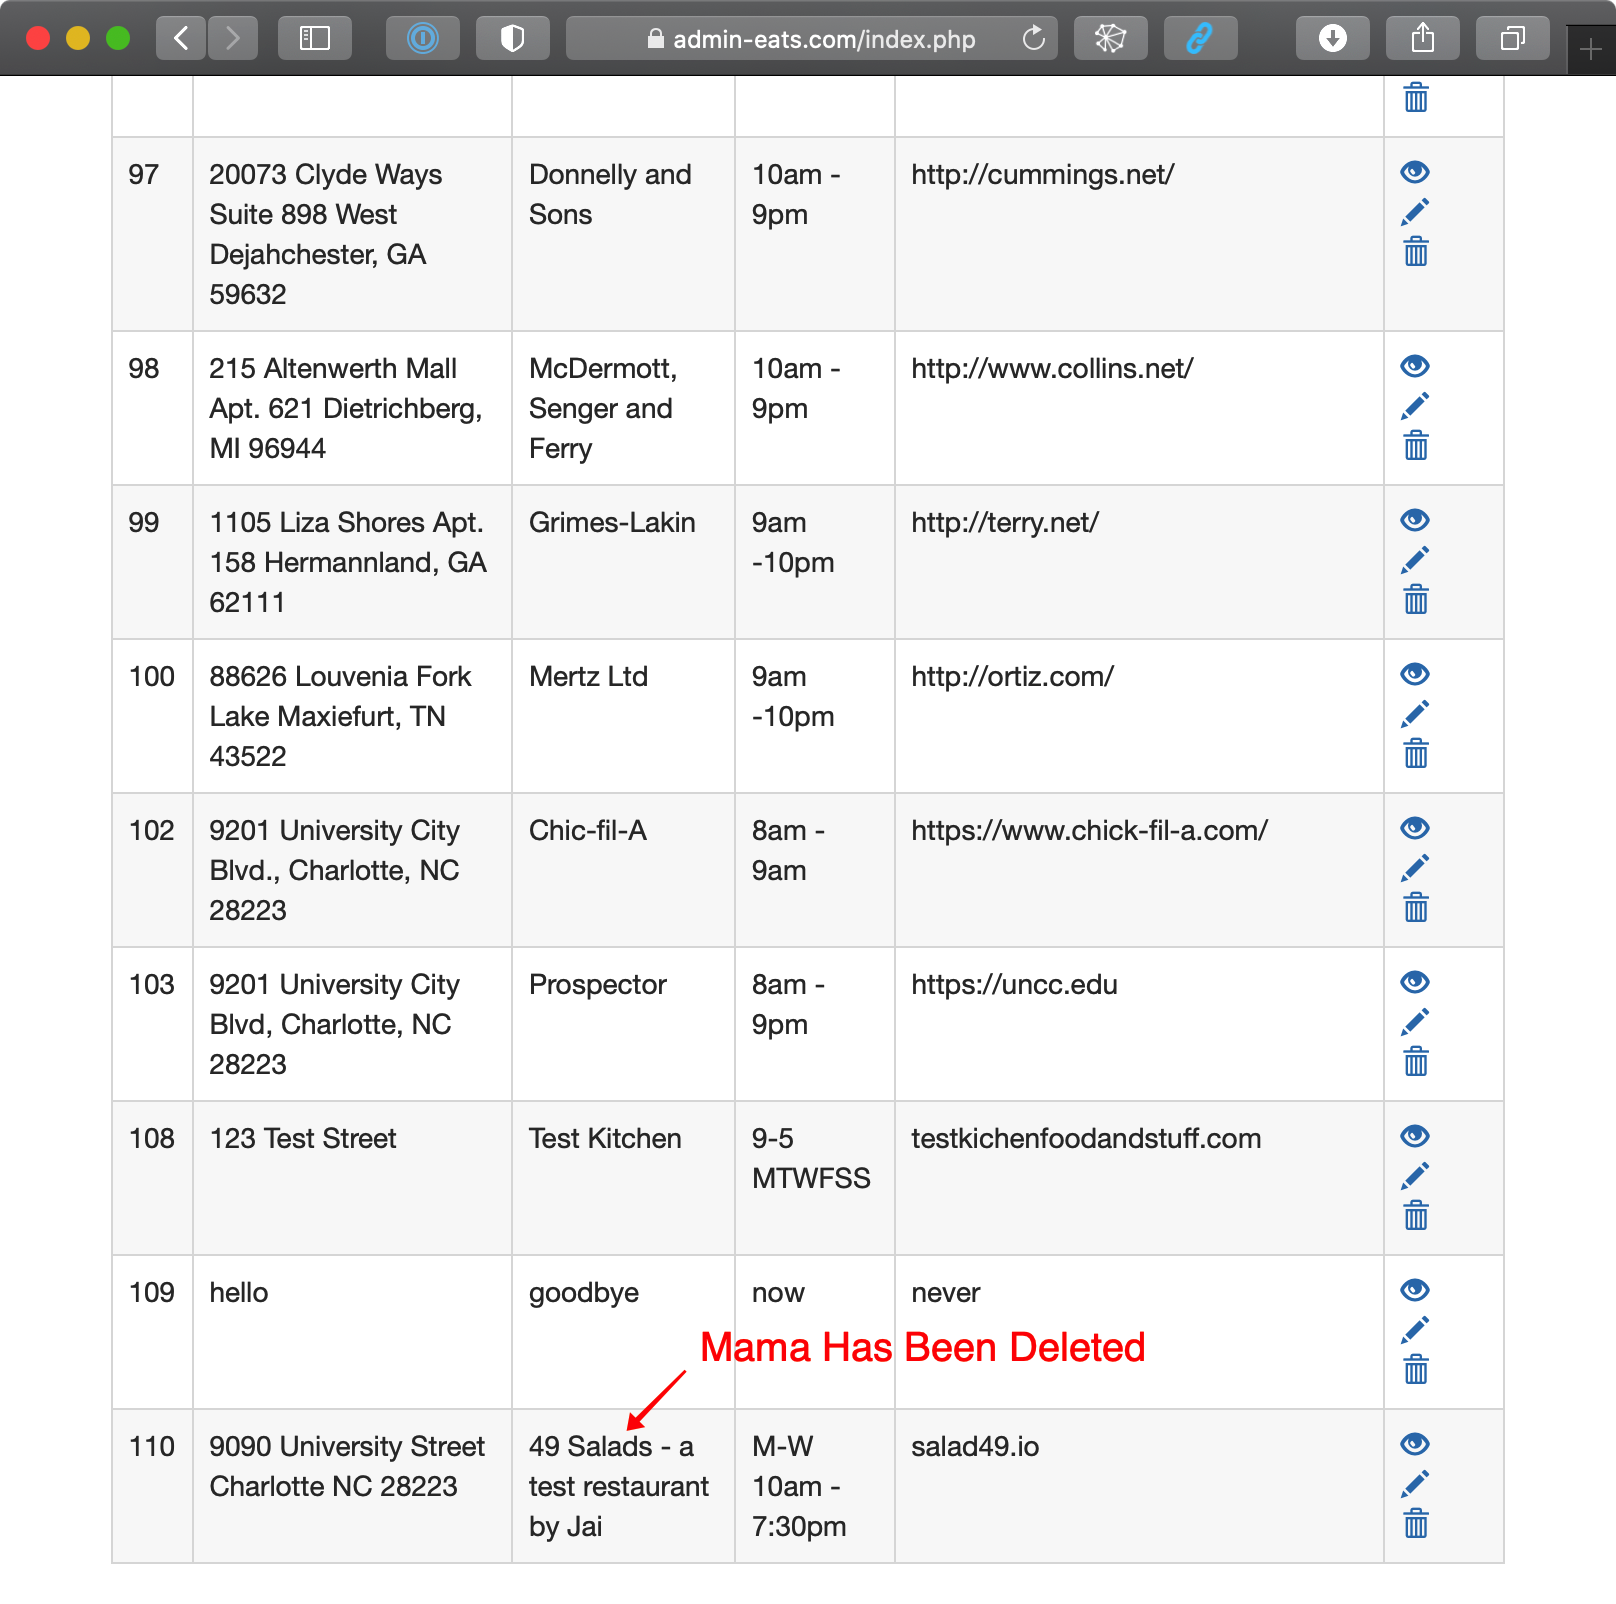 admin-eats.com/index.php
97
20073 Clyde Ways
Suite 898 West
Dejahchester, GA
59632
Donnelly and
Sons
10am -
9pm
http://cummings.net/
98
215 Altenwerth Mall
Apt. 621 Dietrichberg,
MI 96944
McDermott,
Senger and
Ferry
10am -
9pm
http://www.collins.net/
99
1105 Liza Shores Apt.
158 Hermannland, GA
62111
Grimes-Lakin
9am
-10pm
http://terry.net/
100
88626 Louvenia Fork
Lake Maxiefurt, TN
43522
Mertz Ltd
9am
-10pm
http://ortiz.com/
102
9201 University City
Blvd., Charlotte, NC
28223
Chic-fil-A
8am -
9am
https://www.chick-fil-a.com/
103
9201 University City
Blvd, Charlotte, NC
28223
Prospector
8am -
9pm
https://uncc.edu
108
123 Test Street
Test Kitchen
9-5
MTWFSS
testkichenfoodandstuff.com
109
hello
goodbye
now
never
Mama Has Been Deleted
110
9090 University Street
Charlotte NC 28223
49 Salads - a
test restaurant
by Jai
M-W
10am -
7:30pm
salad49.io